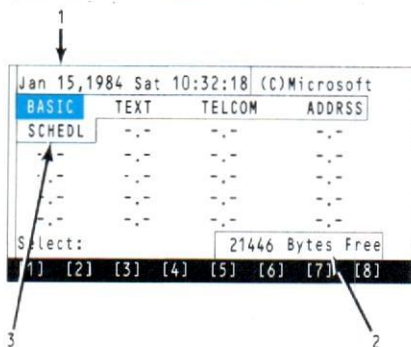 1
Jan 15,1984 Sat 10:32:18 (C)Microsoft
BASIC TEXT TELCOM ADDRSS
SCHEDL -.- -.- -.-
-.- -.- -.- -.-
-.- -.- -.- -.-
-.- -.- -.- -.-
-.- -.- -.- -.-
Select: 21446 Bytes Free
[1] [2] [3] [4] [5] [6] [7] [8]
3 2